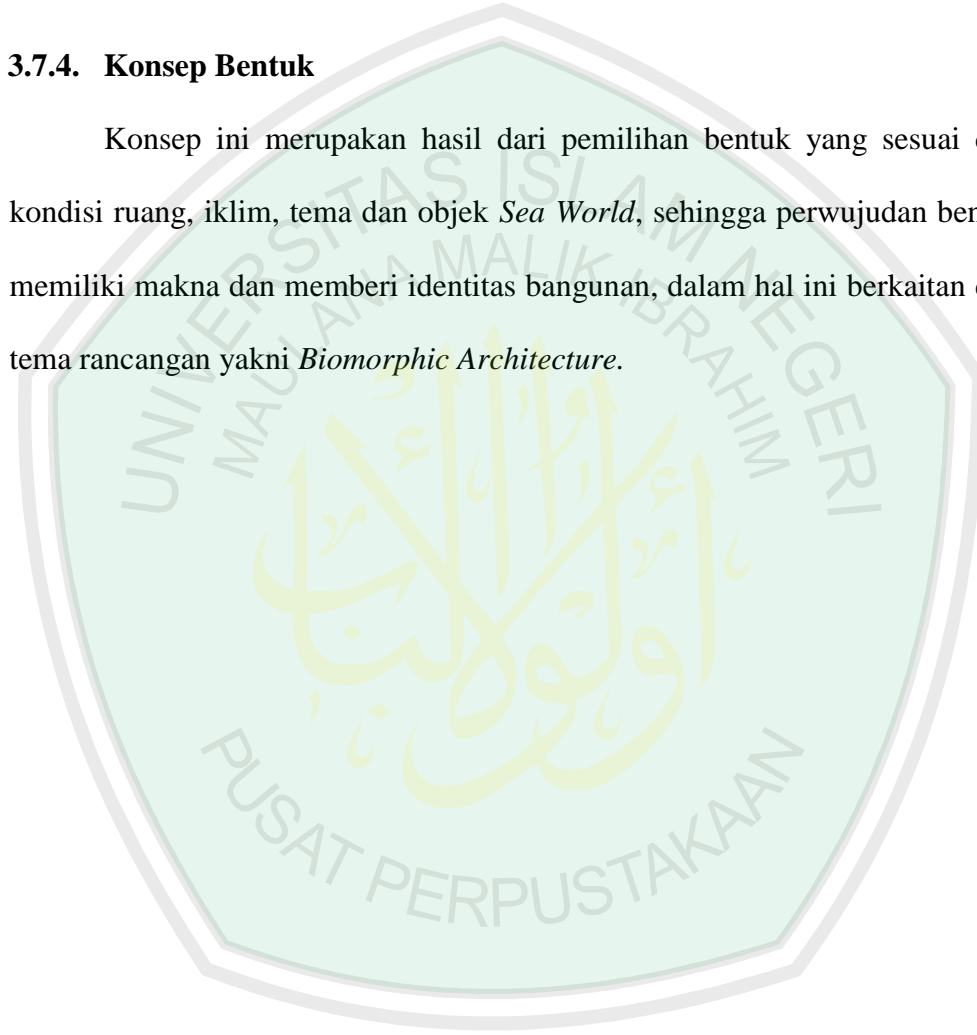 3.7.4. Konsep Bentuk
Konsep ini merupakan hasil dari pemilihan bentuk yang sesuai
kondisi ruang, iklim, tema dan objek Sea World, sehingga perwujudan
memiliki makna dan memberi identitas bangunan, dalam hal ini berkaitan
tema rancangan yakni Biomorphic Architecture.
UNIVERSITAS ISLAM NEGERI
MAULANA MALIK IBRAHIM
أولوا الألباب
PUSAT PERPUSTAKAAN